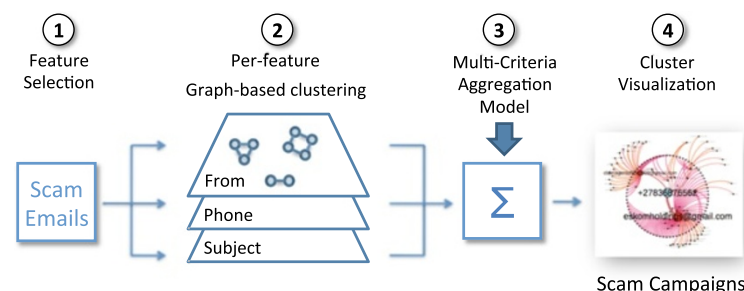 1
Feature
Selection
2
Per-feature
Graph-based clustering
3
Multi-Criteria
Aggregation
Model
4
Cluster
Visualization
Scam
Emails
From
Phone
Subject
Σ
Scam Campaigns